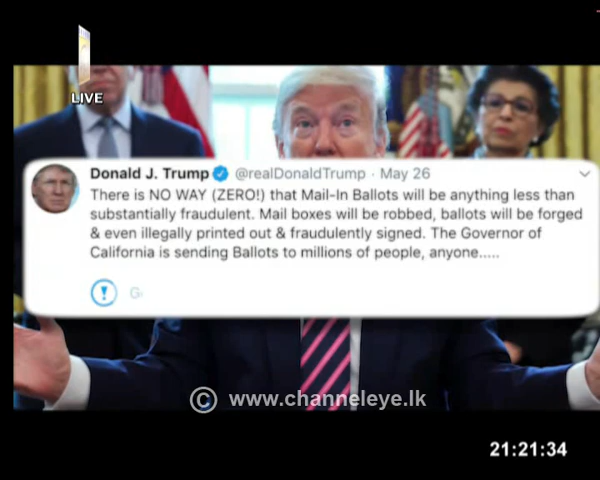 LIVE
Donald J. Trump @realDonaldTrump · May 26
There is NO WAY (ZERO!) that Mail-In Ballots will be anything less than
substantially fraudulent. Mail boxes will be robbed, ballots will be forged
& even illegally printed out & fraudulently signed. The Governor of
California is sending Ballots to millions of people, anyone.....
G
© www.channeleye.lk
21:21:34